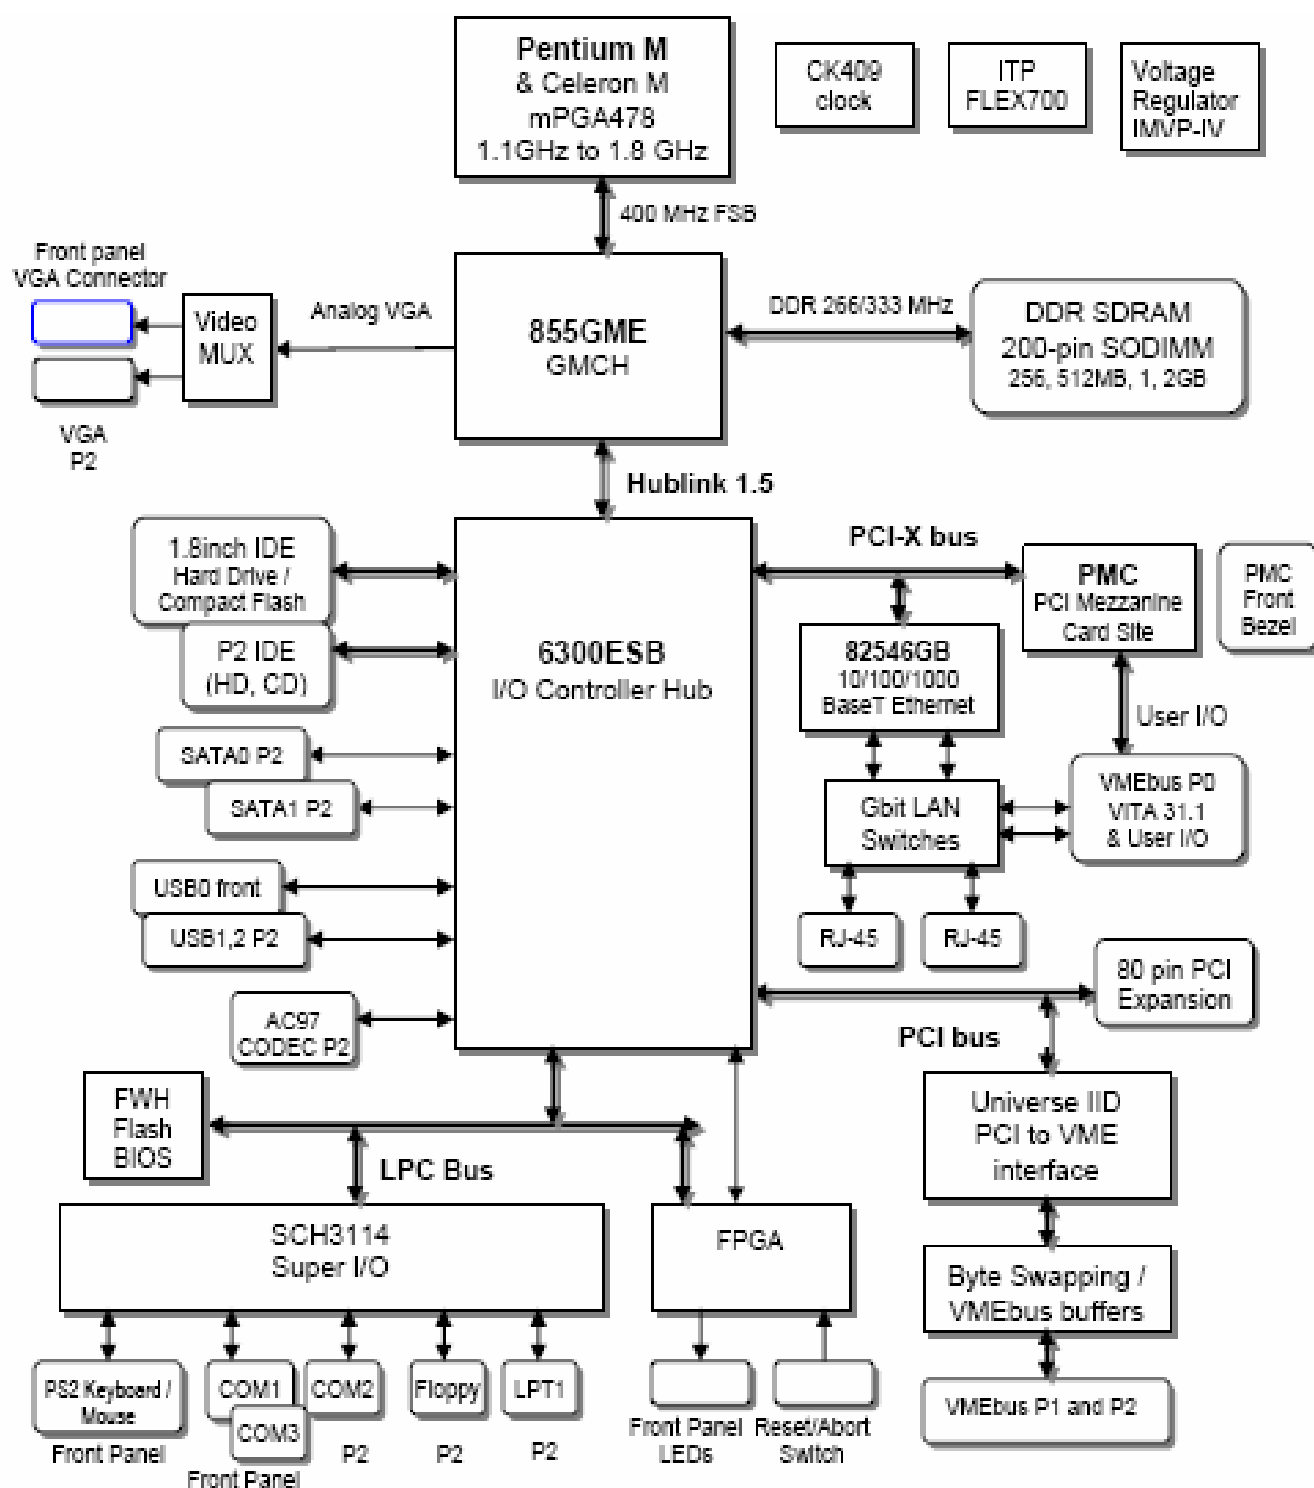 Pentium M
& Celeron M
mPGA478
1.1GHz to 1.8 GHz
CK409
clock
ITP
FLEX700
Voltage
Regulator
IMVP-IV
400 MHz FSB
Front panel
VGA Connector
Video
MUX
Analog VGA
855GME
GMCH
DDR 266/333 MHz
DDR SDRAM
200-pin SODIMM
256, 512MB, 1, 2GB
VGA
P2
Hublink 1.5
1.8inch IDE
Hard Drive /
Compact Flash
P2 IDE
(HD, CD)
SATA0 P2
SATA1 P2
USB0 front
USB1,2 P2
AC97
CODEC P2
6300ESB
I/O Controller Hub
PCI-X bus
PMC
PCI Mezzanine
Card Site
PMC
Front
Bezel
82546GB
10/100/1000
BaseT Ethernet
User I/O
Gbit LAN
Switches
VMEbus P0
VITA 31.1
& User I/O
RJ-45
RJ-45
80 pin PCI
Expansion
PCI bus
FWH
Flash
BIOS
LPC Bus
Universe IID
PCI to VME
interface
SCH3114
Super I/O
FPGA
Byte Swapping /
VMEbus buffers
PS2 Keyboard /
Mouse
Front Panel
COM1
COM3
Front Panel
COM2
P2
Floppy
P2
LPT1
P2
Front Panel
LEDs
Reset/Abort
Switch
VMEbus P1 and P2